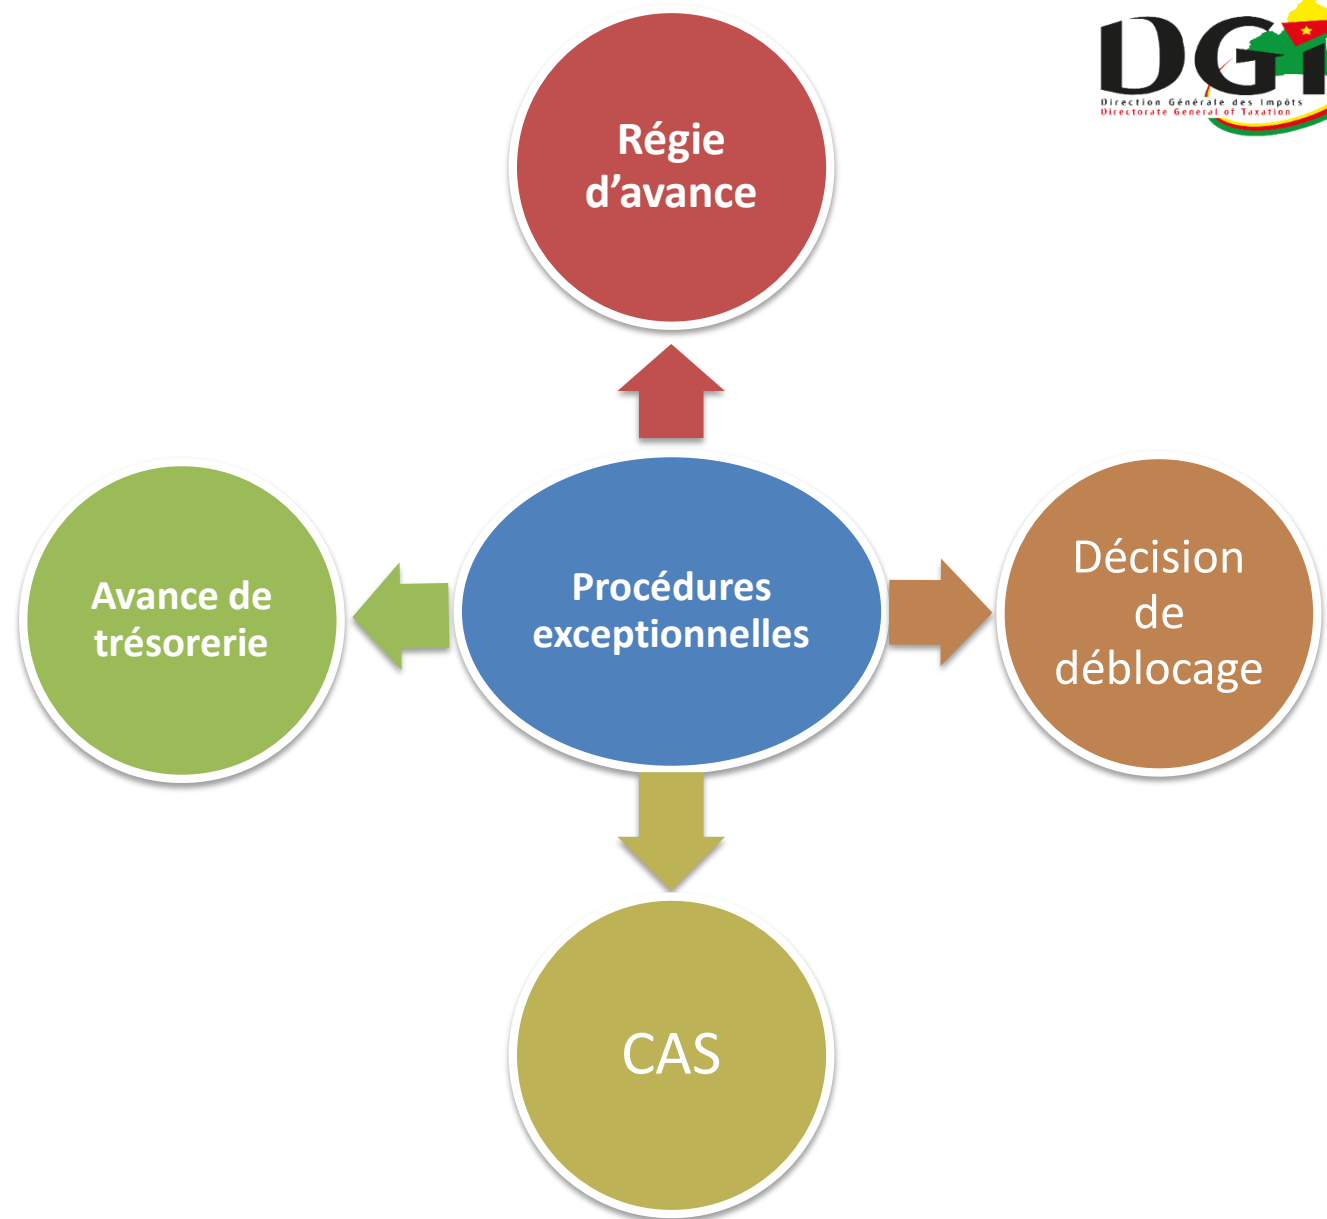 DGI
Direction Générale des Impôts
Directorate General of Taxation
Régie
d’avance
Avance de
trésorerie
Procédures
exceptionnelles
Décision
de
déblocage
CAS